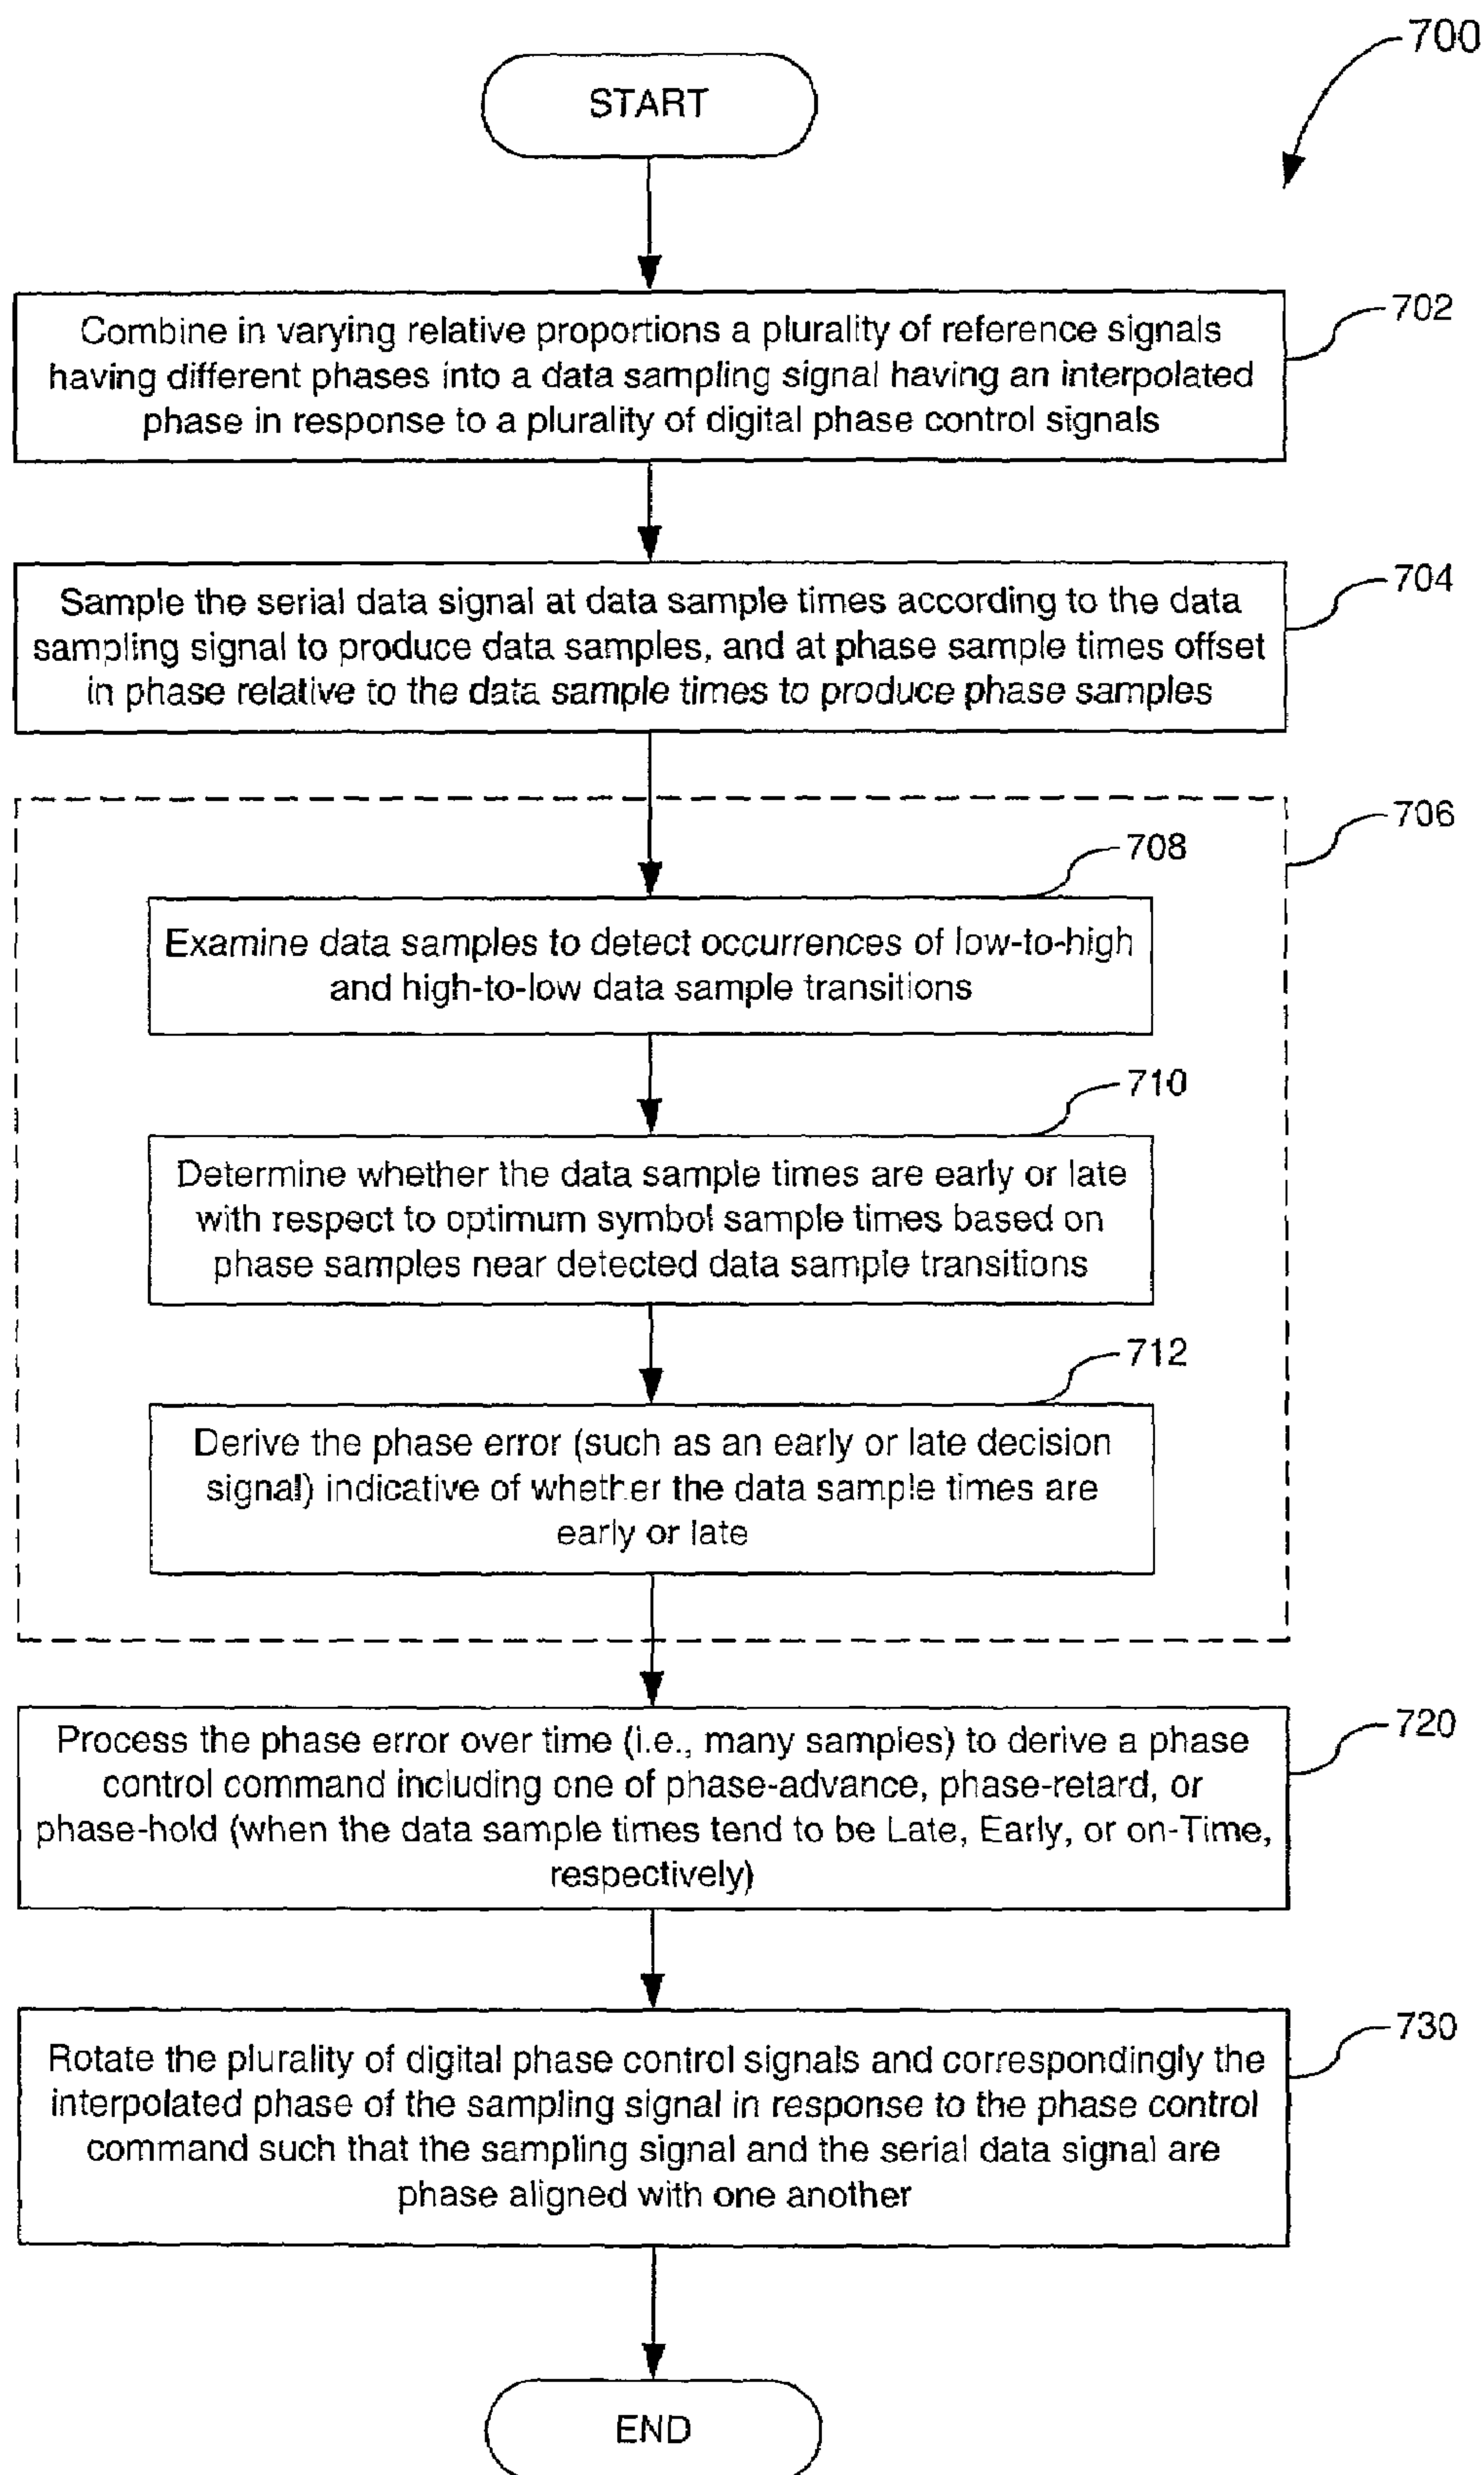 700
START
702
Combine in varying relative proportions a plurality of reference signals
having different phases into a data sampling signal having an interpolated
phase in response to a plurality of digital phase control signals
704
Sample the serial data signal at data sample times according to the data
sampling signal to produce data samples, and at phase sample times offset
in phase relative to the data sample times to produce phase samples
706
708
Examine data samples to detect occurrences of low-to-high
and high-to-low data sample transitions
710
Determine whether the data sample times are early or late
with respect to optimum symbol sample times based on
phase samples near detected data sample transitions
712
Derive the phase error (such as an early or late decision
signal) indicative of whether the data sample times are
early or late
720
Process the phase error over time (i.e., many samples) to derive a phase
control command including one of phase-advance, phase-retard, or
phase-hold (when the data sample times tend to be Late, Early, or on-Time,
respectively)
730
Rotate the plurality of digital phase control signals and correspondingly the
interpolated phase of the sampling signal in response to the phase control
command such that the sampling signal and the serial data signal are
phase aligned with one another
END